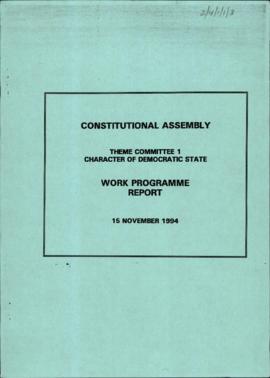 2/4/1/1/8
CONSTITUTIONAL ASSEMBLY
THEME COMMITTEE 1
CHARACTER OF DEMOCRATIC STATE
WORK PROGRAMME
REPORT
15 NOVEMBER 1994